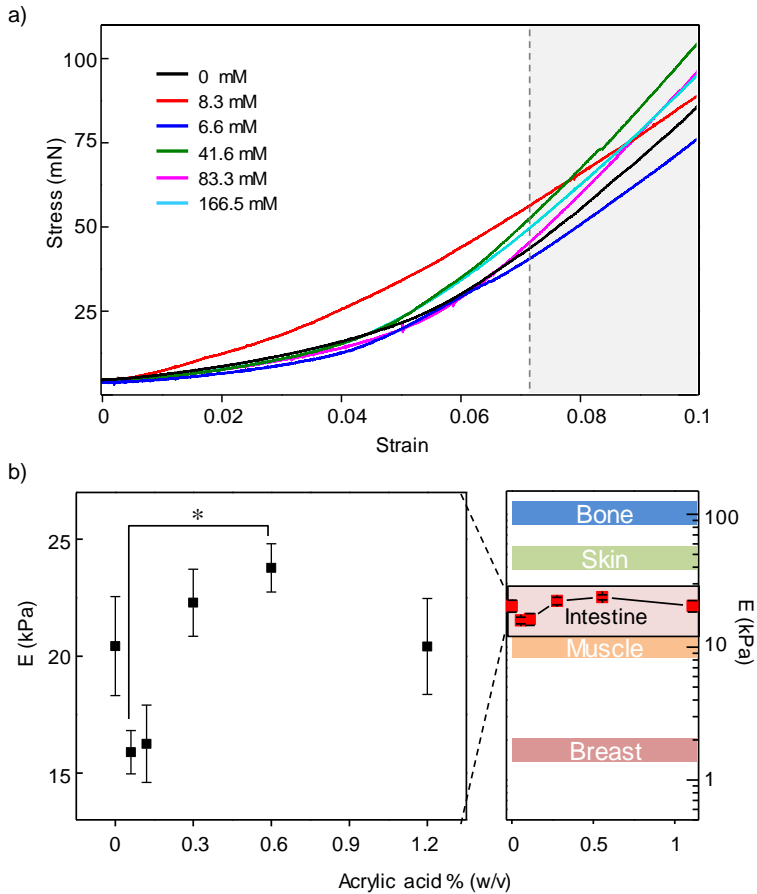 a)
100
75
50
25
Stress (mN)
0 mM
8.3 mM
6.6 mM
41.6 mM
83.3 mM
166.5 mM
0
0.02
0.04
0.06
0.08
0.1
Strain
b)
25
20
15
E (kPa)
*
0
0.3
0.6
0.9
1.2
Bone
Skin
Intestine
Muscle
Breast
100
10
1
E (kPa)
0
0.5
1
Acrylic acid % (w/v)